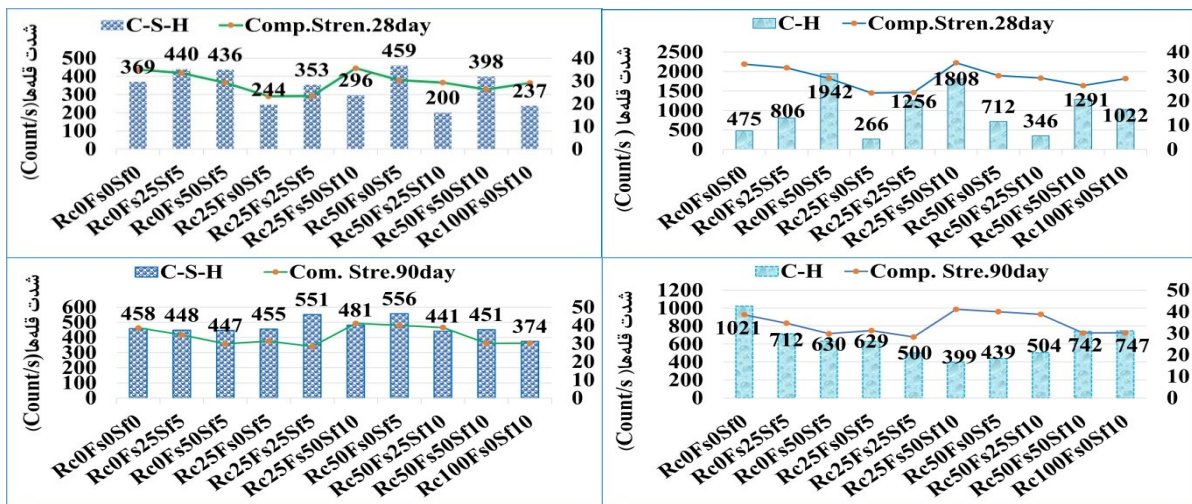 C-S-H Comp.Stren.28day
شدت قله‌ها(Count/s)
500
400
300
200
100
0
369 440 436 244 353 296 459 200 398 237
40
30
20
10
0
Rc0Fs0Sf0
Rc0Fs25Sf5
Rc0Fs50Sf5
Rc25Fs0Sf5
Rc25Fs25Sf5
Rc25Fs50Sf10
Rc50Fs0Sf5
Rc50Fs25Sf10
Rc50Fs50Sf10
Rc100Fs0Sf10
C-H Comp.Stren.28day
شدت قله‌ها ( Count/s)
2500
2000
1500
1000
500
0
475 806 1942 266 1256 1808 712 346 1291 1022
40
30
20
10
0
Rc0Fs0Sf0
Rc0Fs25Sf5
Rc0Fs50Sf5
Rc25Fs0Sf5
Rc25Fs25Sf5
Rc25Fs50Sf10
Rc50Fs0Sf5
Rc50Fs25Sf10
Rc50Fs50Sf10
Rc100Fs0Sf10
C-S-H Com. Stre.90day
شدت قله‌ها(Count/s)
600
500
400
300
200
100
0
458 448 447 455 551 481 556 441 451 374
50
40
30
20
10
0
Rc0Fs0Sf0
Rc0Fs25Sf5
Rc0Fs50Sf5
Rc25Fs0Sf5
Rc25Fs25Sf5
Rc25Fs50Sf10
Rc50Fs0Sf5
Rc50Fs25Sf10
Rc50Fs50Sf10
Rc100Fs0Sf10
C-H Comp. Stre.90day
شدت قله‌ها( Count/s)
1200
1000
800
600
400
200
0
1021 712 630 629 500 399 439 504 742 747
50
40
30
20
10
0
Rc0Fs0Sf0
Rc0Fs25Sf5
Rc0Fs50Sf5
Rc25Fs0Sf5
Rc25Fs25Sf5
Rc25Fs50Sf10
Rc50Fs0Sf5
Rc50Fs25Sf10
Rc50Fs50Sf10
Rc100Fs0Sf10